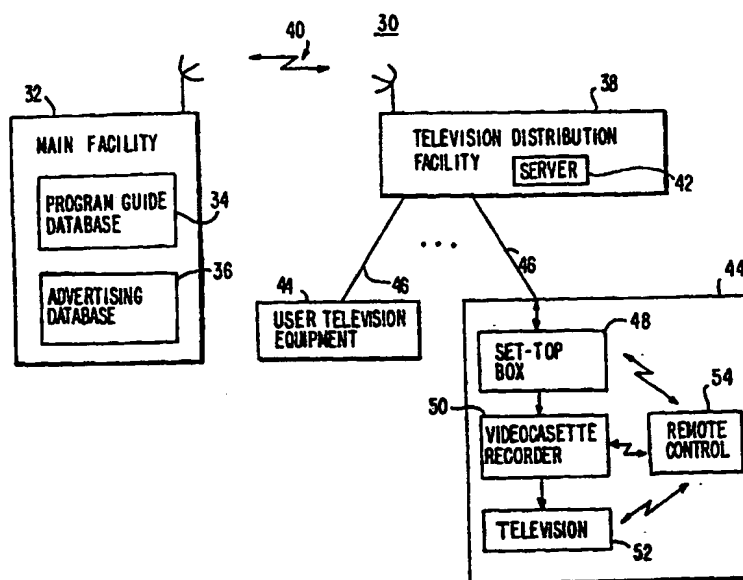 40
30
32
38
MAIN FACILITY
PROGRAM GUIDE
DATABASE
34
ADVERTISING
DATABASE
36
TELEVISION DISTRIBUTION
FACILITY
SERVER
42
...
46
46
44
USER TELEVISION
EQUIPMENT
44
SET-TOP
BOX
48
50
VIDEOCASETTE
RECORDER
54
REMOTE
CONTROL
TELEVISION
52